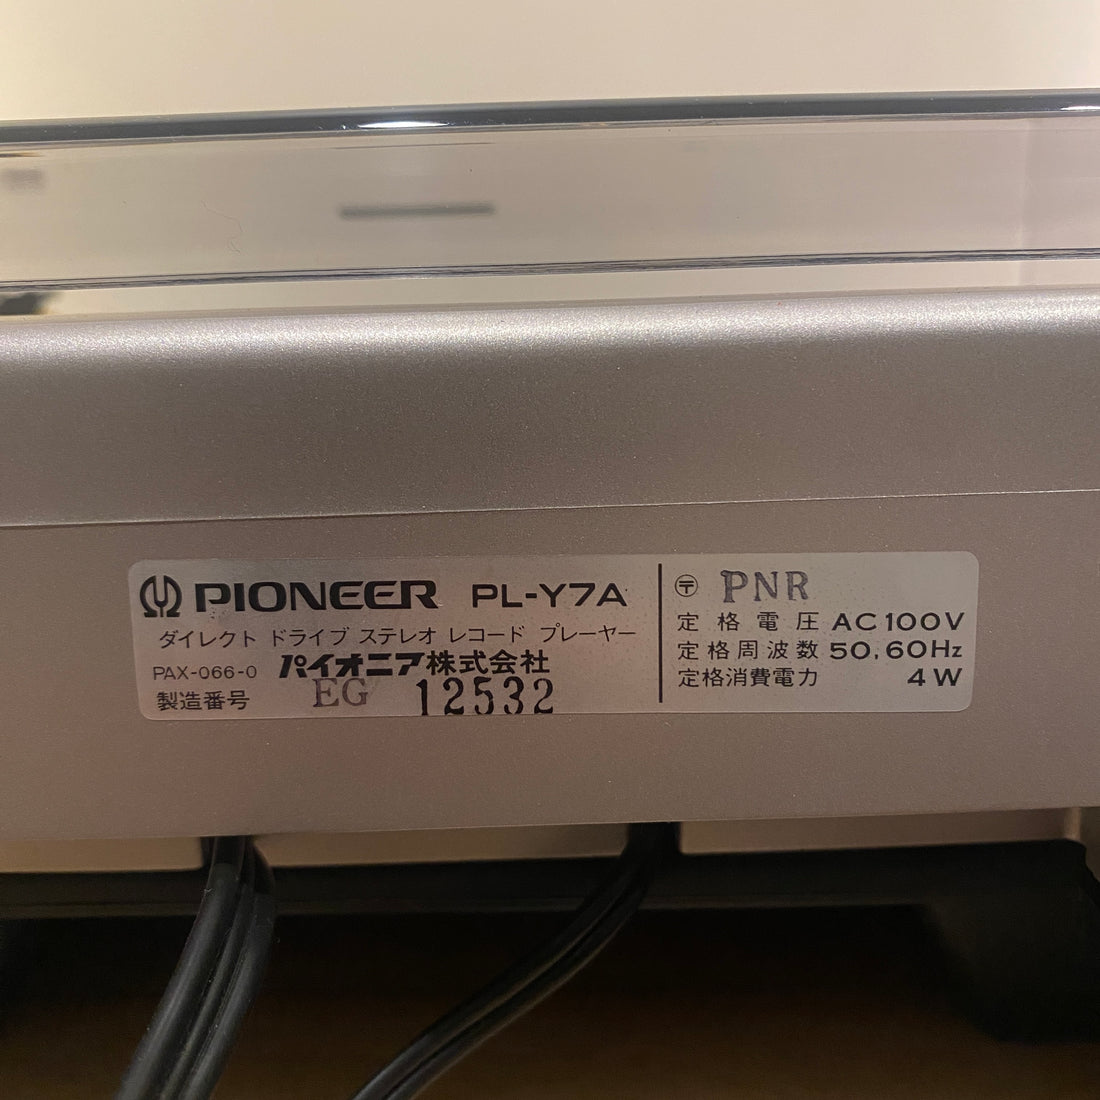 PIONEER PL-Y7A
ダイレクト ドライブ ステレオ レコード プレーヤー
PAX-066-0 パイオニア株式会社
製造番号 EG 12532
〶 PNR
定格電圧 AC100V
定格周波数 50,60Hz
定格消費電力 4W